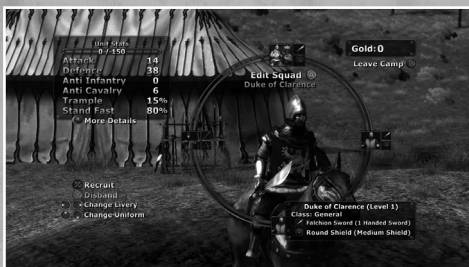 Unit Stats
0 / 150
Attack 14
Defence 38
Anti Infantry 0
Anti Cavalry 6
Trample 15%
Stand Fast 80%
More Details
Edit Squad
Duke of Clarence
Gold: 0
Leave Camp
Recruit
Disband
Change Livery
Change Uniform
Duke of Clarence (Level 1)
Class: General
Falchion Sword (1 Handed Sword)
Round Shield (Medium Shield)